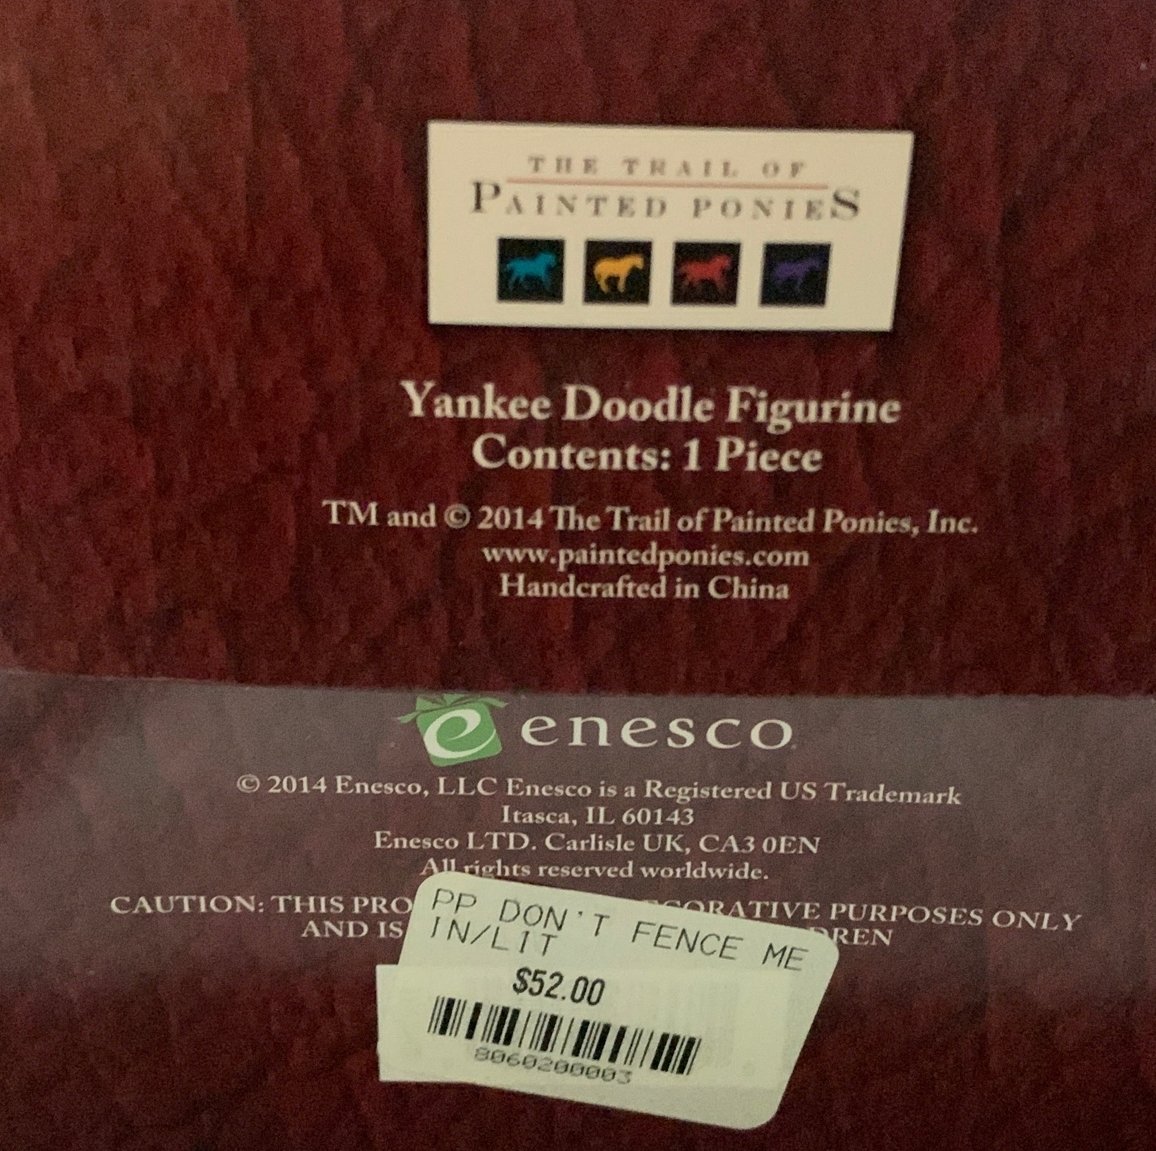 THE TRAIL OF
PAINTED PONIES
Yankee Doodle Figurine
Contents: 1 Piece
TM and © 2014 The Trail of Painted Ponies, Inc.
www.paintedponies.com
Handcrafted in China
e enesco
© 2014 Enesco, LLC Enesco is a Registered US Trademark
Itasca, IL 60143
Enesco LTD. Carlisle UK, CA3 0EN
All rights reserved worldwide.
CAUTION: THIS PRO ORATIVE PURPOSES ONLY
AND IS DREN
PP DON'T FENCE ME
IN/LIT
$52.00
8060200003